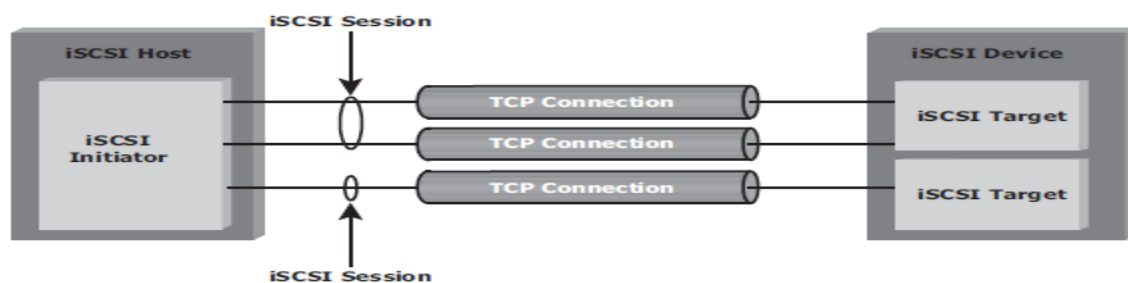 iSCSI Session
iSCSI Host
iSCSI Device
TCP Connection
iSCSI Target
iSCSI
Initiator
TCP Connection
TCP Connection
iSCSI Target
iSCSI Session